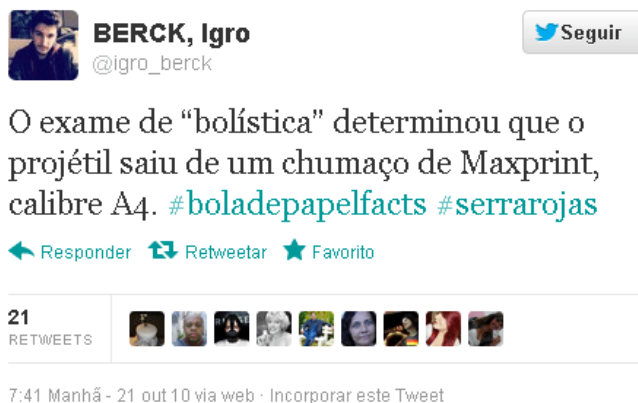 BERCK, Igro
@igro_berck
Seguir
O exame de “bolística” determinou que o
projétil saiu de um chumaço de Maxprint,
calibre A4. #boladepapelfacts #serrarojas
Responder Retweetar Favorito
21
RETWEETS
7:41 Manhã - 21 out 10 via web · Incorporar este Tweet